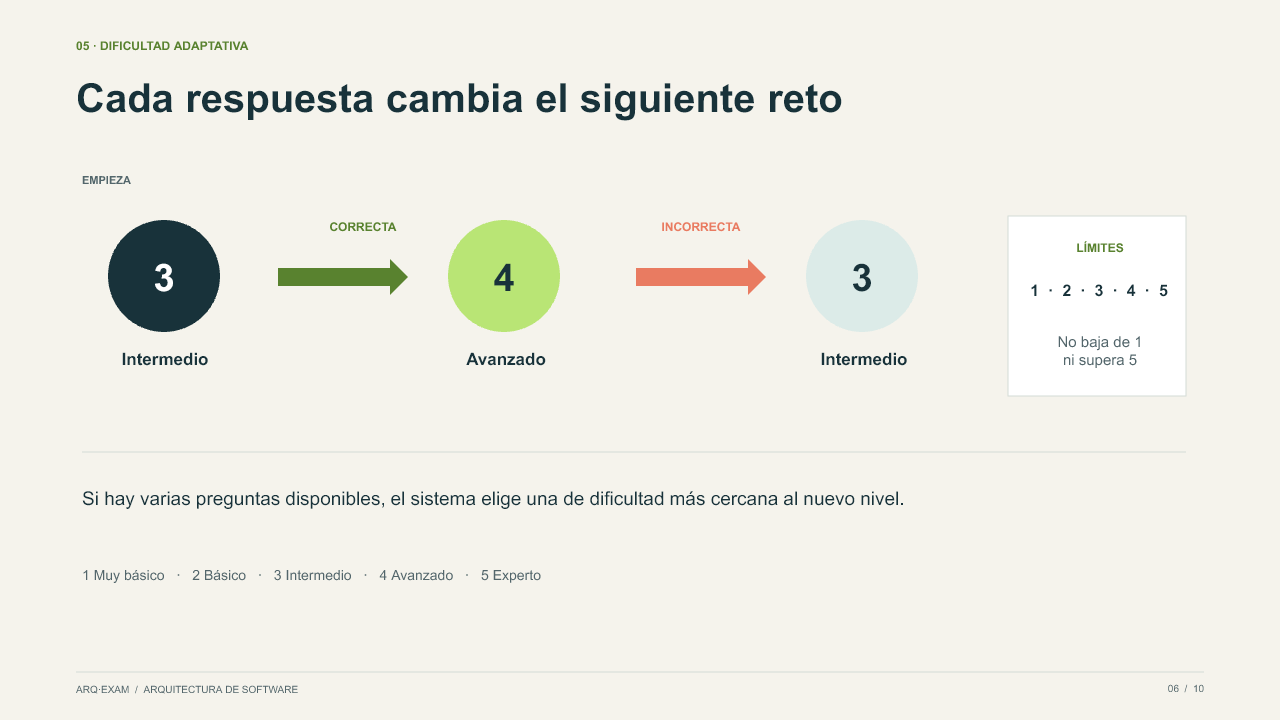 05 · DIFICULTAD ADAPTATIVA
Cada respuesta cambia el siguiente reto
EMPIEZA
3
Intermedio
CORRECTA
4
Avanzado
INCORRECTA
3
Intermedio
LÍMITES
1 · 2 · 3 · 4 · 5
No baja de 1
ni supera 5
Si hay varias preguntas disponibles, el sistema elige una de dificultad más cercana al nuevo nivel.
1 Muy básico · 2 Básico · 3 Intermedio · 4 Avanzado · 5 Experto
ARQ·EXAM / ARQUITECTURA DE SOFTWARE
06 / 10